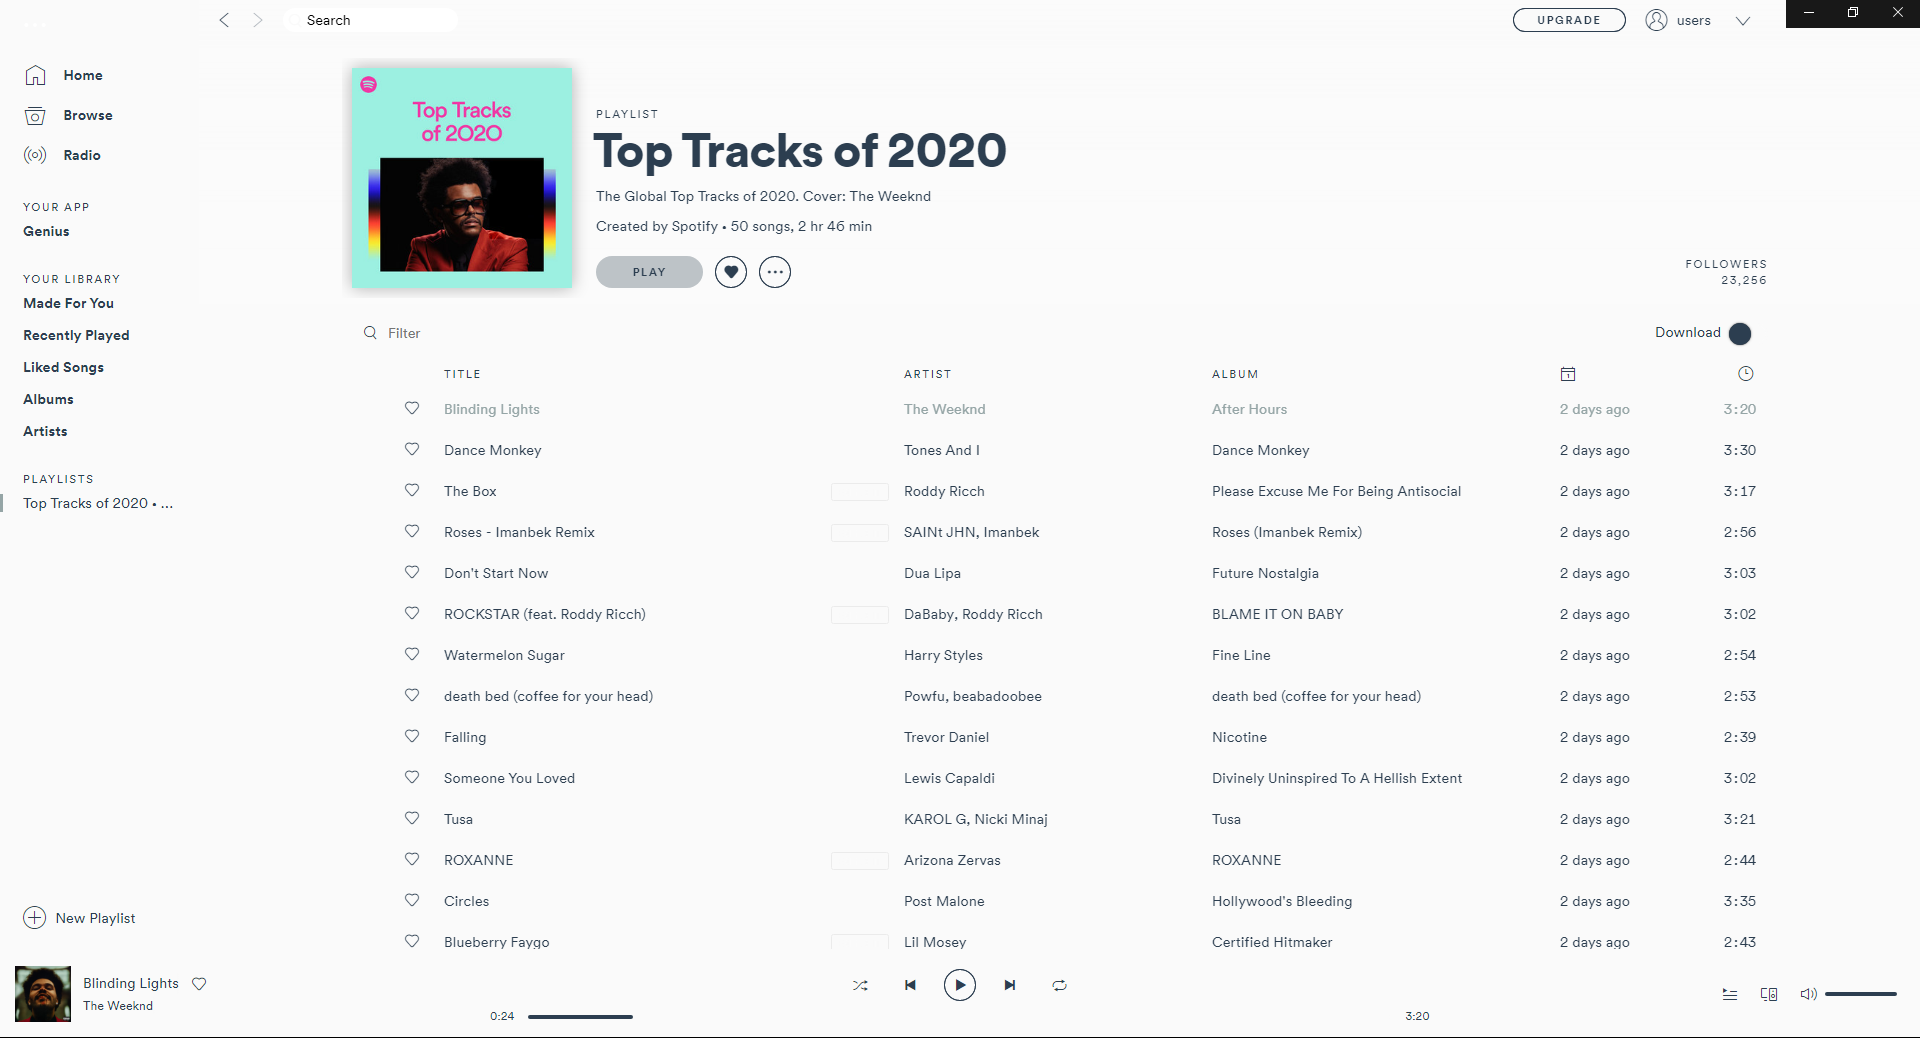 Search
UPGRADE
users
Home
Browse
Radio
YOUR APP
Genius
YOUR LIBRARY
Made For You
Recently Played
Liked Songs
Albums
Artists
PLAYLISTS
Top Tracks of 2020 • ...
New Playlist
Top Tracks
of 2020
PLAYLIST
Top Tracks of 2020
The Global Top Tracks of 2020. Cover: The Weeknd
Created by Spotify • 50 songs, 2 hr 46 min
PLAY
FOLLOWERS
23,256
Filter
Download
TITLE ARTIST ALBUM
Blinding Lights The Weeknd After Hours 2 days ago 3:20
Dance Monkey Tones And I Dance Monkey 2 days ago 3:30
The Box Roddy Ricch Please Excuse Me For Being Antisocial 2 days ago 3:17
Roses - Imanbek Remix SAINt JHN, Imanbek Roses (Imanbek Remix) 2 days ago 2:56
Don't Start Now Dua Lipa Future Nostalgia 2 days ago 3:03
ROCKSTAR (feat. Roddy Ricch) DaBaby, Roddy Ricch BLAME IT ON BABY 2 days ago 3:02
Watermelon Sugar Harry Styles Fine Line 2 days ago 2:54
death bed (coffee for your head) Powfu, beabadoobee death bed (coffee for your head) 2 days ago 2:53
Falling Trevor Daniel Nicotine 2 days ago 2:39
Someone You Loved Lewis Capaldi Divinely Uninspired To A Hellish Extent 2 days ago 3:02
Tusa KAROL G, Nicki Minaj Tusa 2 days ago 3:21
ROXANNE Arizona Zervas ROXANNE 2 days ago 2:44
Circles Post Malone Hollywood's Bleeding 2 days ago 3:35
Blueberry Faygo Lil Mosey Certified Hitmaker 2 days ago 2:43
Blinding Lights
The Weeknd
0:24
3:20